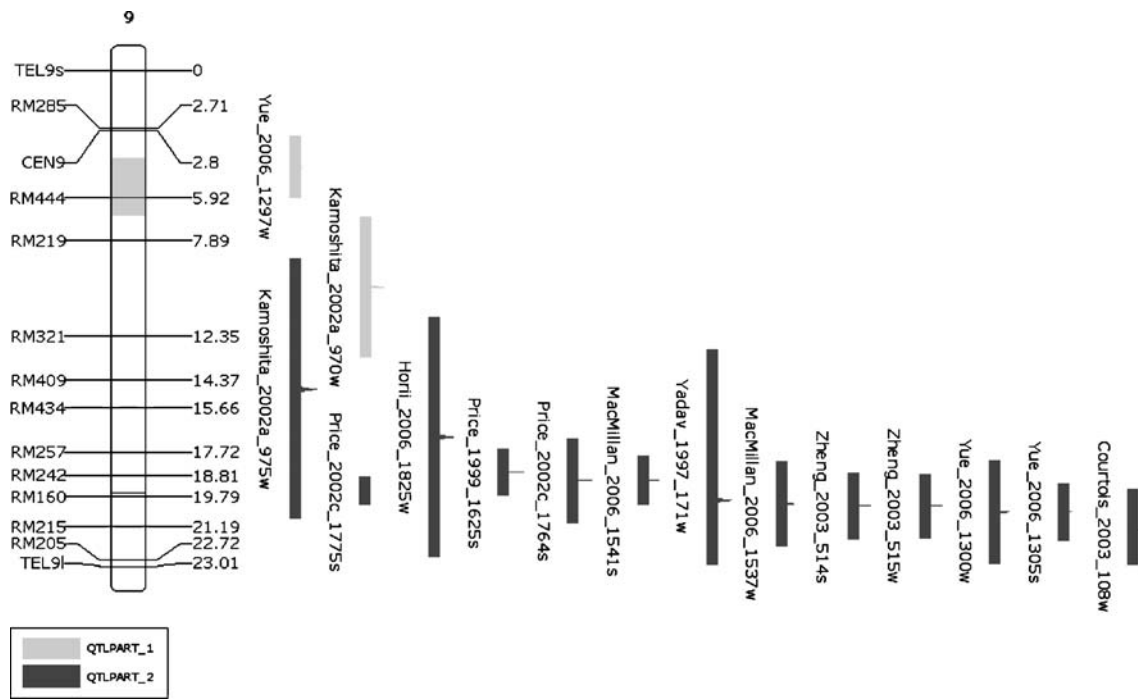 9
TEL9s 0
RM285 2.71
CEN9 2.8
RM444 5.92
RM219 7.89
RM321 12.35
RM409 14.37
RM434 15.66
RM257 17.72
RM242 18.81
RM160 19.79
RM215 21.19
RM205 22.72
TEL9l 23.01
Yue_2006_1297w
Kamoshita_2002a_975w
Kamoshita_2002a_970w
Price_2002c_1775s
Horii_2006_1825w
Price_1999_1625s
Price_2002c_1764s
MacMillan_2006_1541s
Yadav_1997_171w
MacMillan_2006_1537w
Zheng_2003_514s
Zheng_2003_515w
Yue_2006_1300w
Yue_2006_1305s
Courtois_2003_108w
QTLPART_1
QTLPART_2